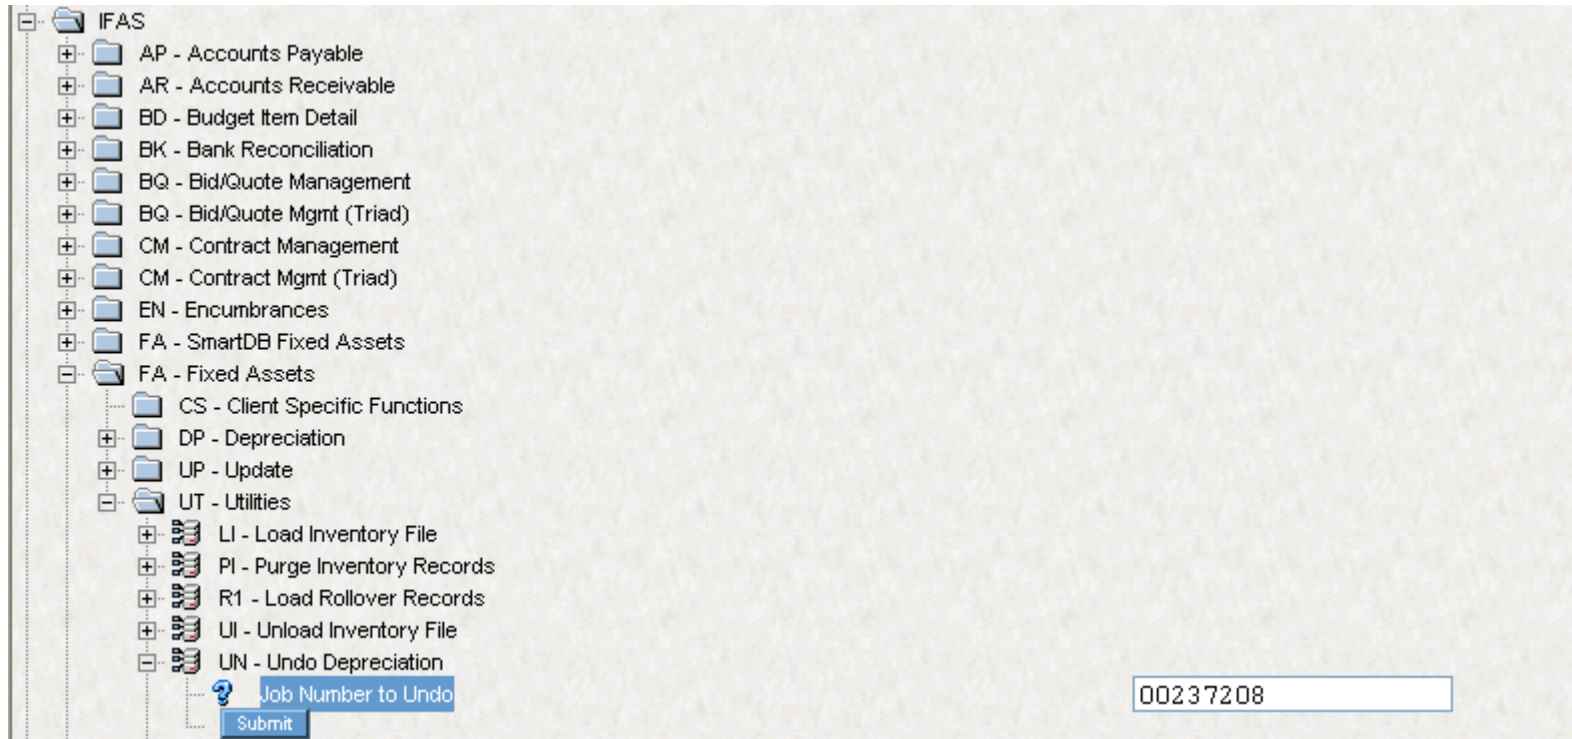 IFAS
AP - Accounts Payable
AR - Accounts Receivable
BD - Budget Item Detail
BK - Bank Reconciliation
BQ - Bid/Quote Management
BQ - Bid/Quote Mgmt (Triad)
CM - Contract Management
CM - Contract Mgmt (Triad)
EN - Encumbrances
FA - SmartDB Fixed Assets
FA - Fixed Assets
CS - Client Specific Functions
DP - Depreciation
UP - Update
UT - Utilities
LI - Load Inventory File
PI - Purge Inventory Records
R1 - Load Rollover Records
UI - Unload Inventory File
UN - Undo Depreciation
Job Number to Undo 00237208
Submit